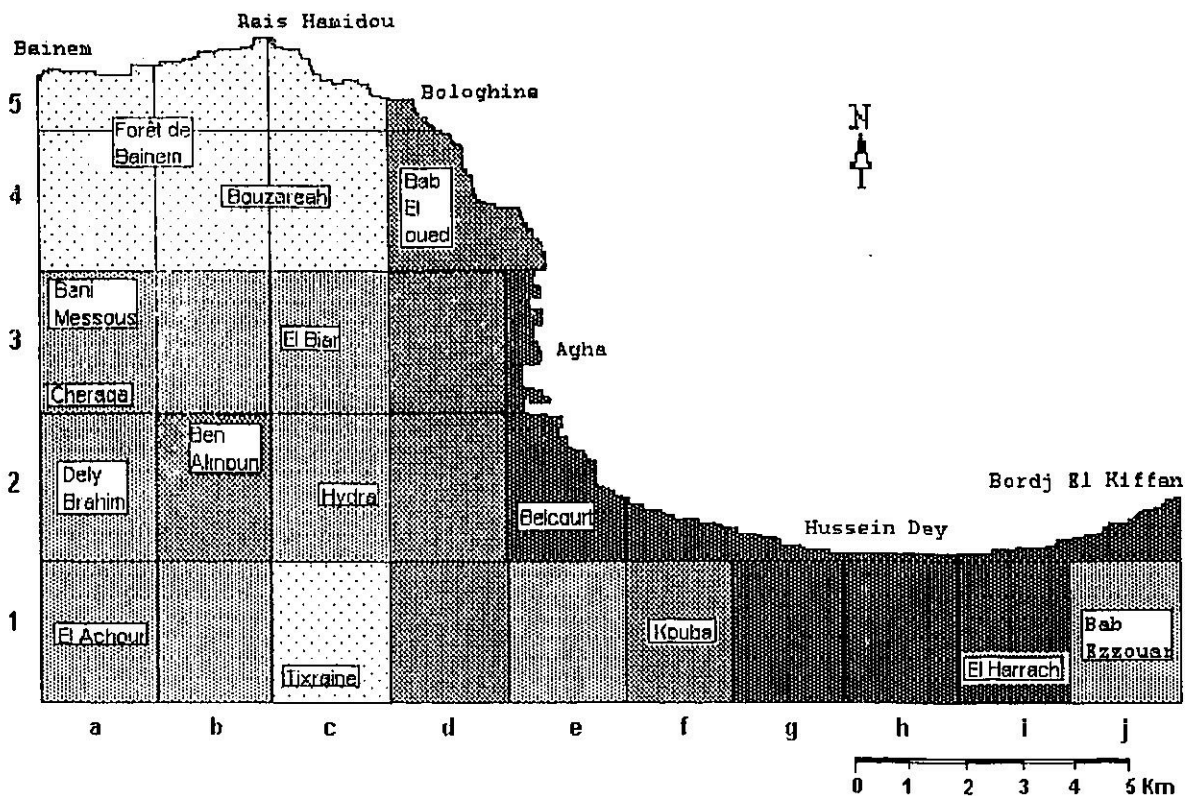 Rais Hamidou
Bainem
Bologhine
5
N
Forêt de
Bainem
4
Bouzareah
Bab
El
oued
Bani
Messous
3
El Biar
Agha
Cheraga
Ben
Aknoun
2
Dely
Brahim
Hydra
Bordj El Kiffan
Belcourt
Hussein Dey
1
El Achour
Kouba
Bab
Ezzouar
Tixraine
El Harrach
a b c d e f g h i j
0 1 2 3 4 5 Km